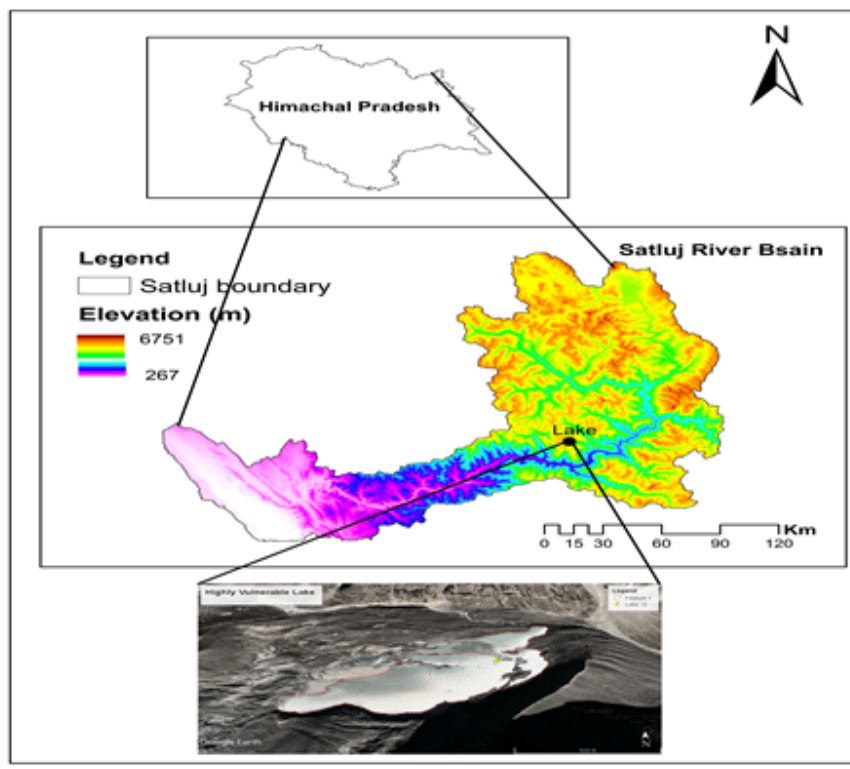 N
Himachal Pradesh
Satluj River Bsain
Legend
Satluj boundary
Elevation (m)
6751
267
Lake
Km
0 15 30 60 90 120
Highly Vulnerable Lake
Legend
Google Earth
N